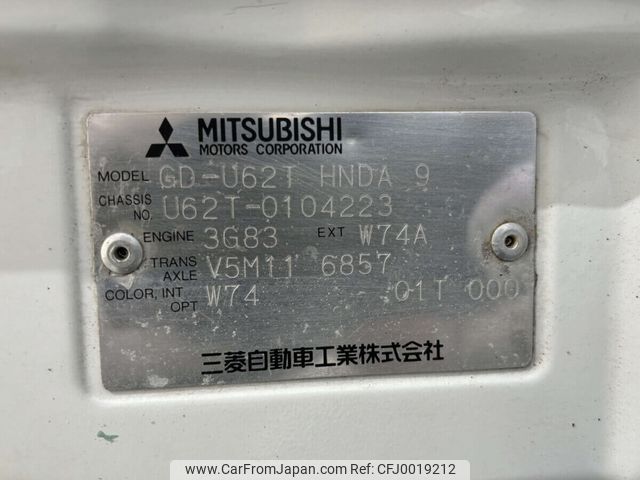 MITSUBISHI
MOTORS CORPORATION
MODEL GD-U62T HNDA 9
CHASSIS NO. U62T-0104223
ENGINE 3G83 EXT W74A
TRANS AXLE V5M11 6857
COLOR, INT OPT W74 01T 000
三菱自動車工業株式会社
www.CarFromJapan.com | Ref No. CFJ0019212